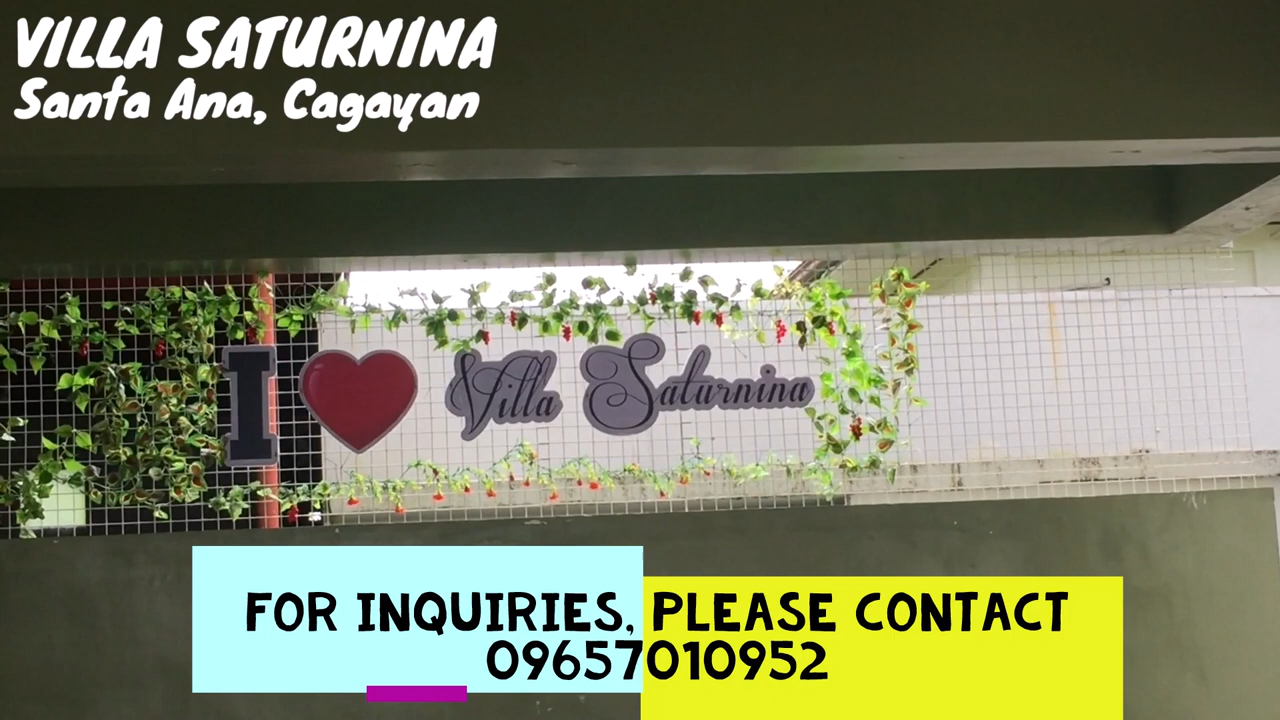 VILLA SATURNINA
Santa Ana, Cagayan
I Villa Saturnina
FOR INQUIRIES, PLEASE CONTACT
09657010952